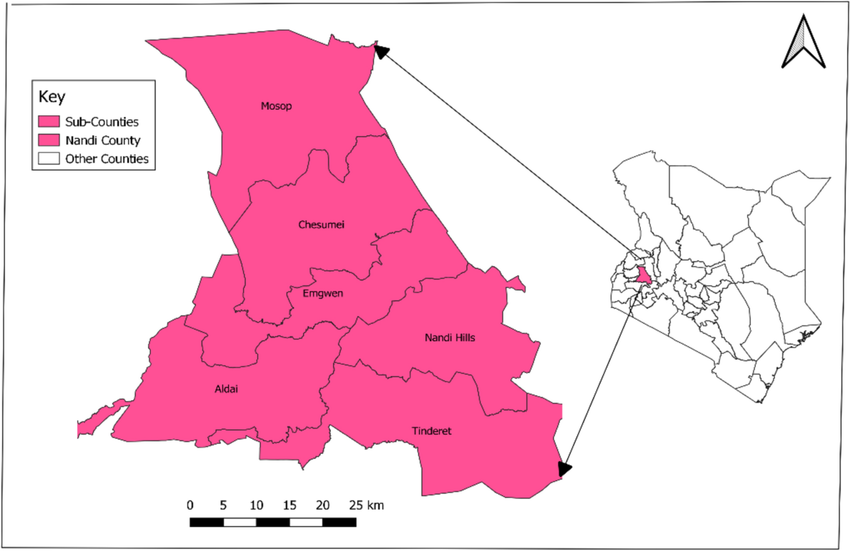 Key
Sub-Counties
Nandi County
Other Counties
Mosop
Chesumei
Emgwen
Nandi Hills
Aldai
Tinderet
0 5 10 15 20 25 km